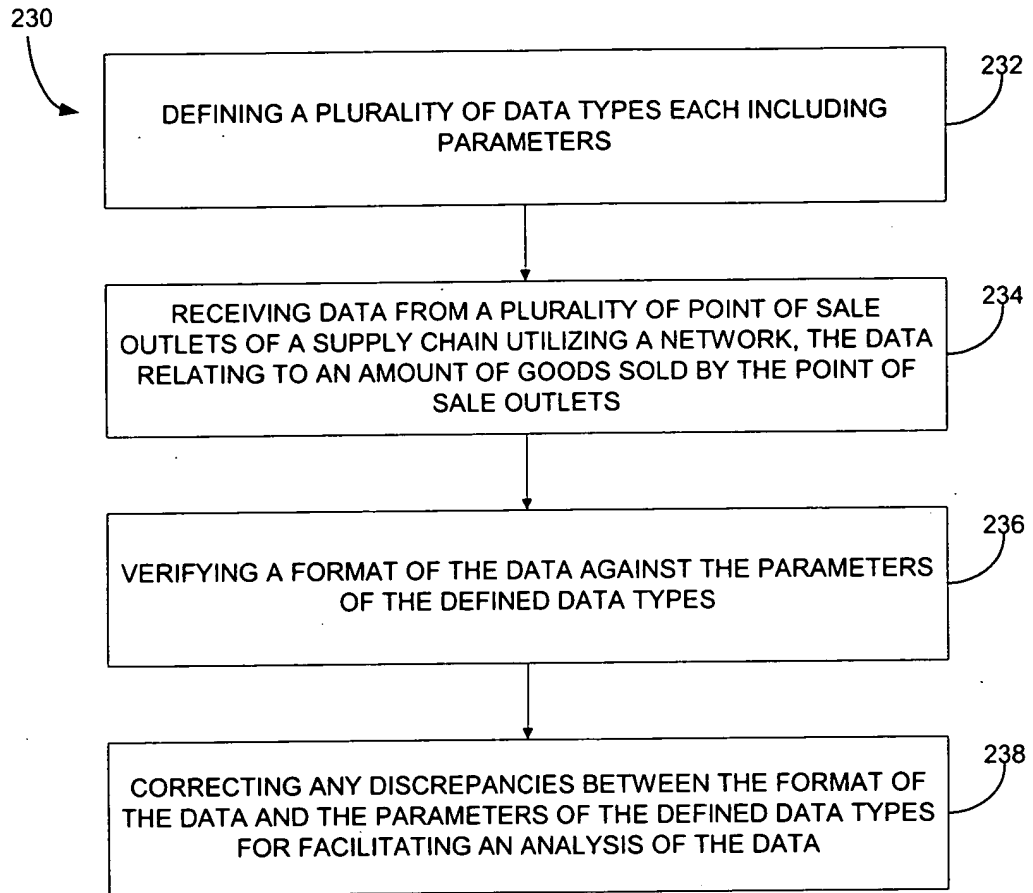 230
232
DEFINING A PLURALITY OF DATA TYPES EACH INCLUDING
PARAMETERS
234
RECEIVING DATA FROM A PLURALITY OF POINT OF SALE
OUTLETS OF A SUPPLY CHAIN UTILIZING A NETWORK, THE DATA
RELATING TO AN AMOUNT OF GOODS SOLD BY THE POINT OF
SALE OUTLETS
236
VERIFYING A FORMAT OF THE DATA AGAINST THE PARAMETERS
OF THE DEFINED DATA TYPES
238
CORRECTING ANY DISCREPANCIES BETWEEN THE FORMAT OF
THE DATA AND THE PARAMETERS OF THE DEFINED DATA TYPES
FOR FACILITATING AN ANALYSIS OF THE DATA